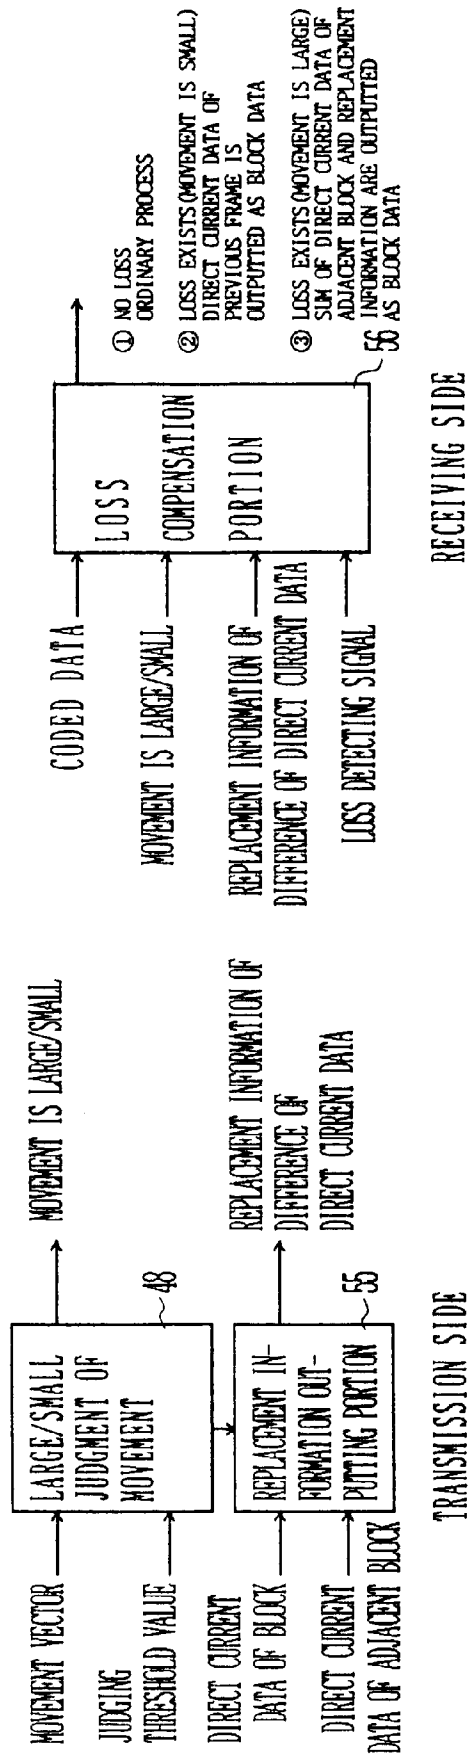 MOVEMENT VECTOR
JUDGING
THRESHOLD VALUE
LARGE/SMALL
JUDGMENT OF
MOVEMENT
48
MOVEMENT IS LARGE/SMALL
DIRECT CURRENT
DATA OF BLOCK
DIRECT CURRENT
DATA OF ADJACENT BLOCK
REPLACEMENT IN-
FORMATION OUT-
PUTTING PORTION
55
REPLACEMENT INFORMATION OF
DIFFERENCE OF
DIRECT CURRENT DATA
TRANSMISSION SIDE
CODED DATA
MOVEMENT IS LARGE/SMALL
REPLACEMENT INFORMATION OF
DIFFERENCE OF DIRECT CURRENT DATA
LOSS DETECTING SIGNAL
LOSS
COMPENSATION
PORTION
56
① NO LOSS
ORDINARY PROCESS
② LOSS EXISTS(MOVEMENT IS SMALL)
DIRECT CURRENT DATA OF
PREVIOUS FRAME IS
OUTPUTTED AS BLOCK DATA
③ LOSS EXISTS(MOVEMENT IS LARGE)
SUM OF DIRECT CURRENT DATA OF
ADJACENT BLOCK AND REPLACEMENT
INFORMATION ARE OUTPUTTED
AS BLOCK DATA
RECEIVING SIDE